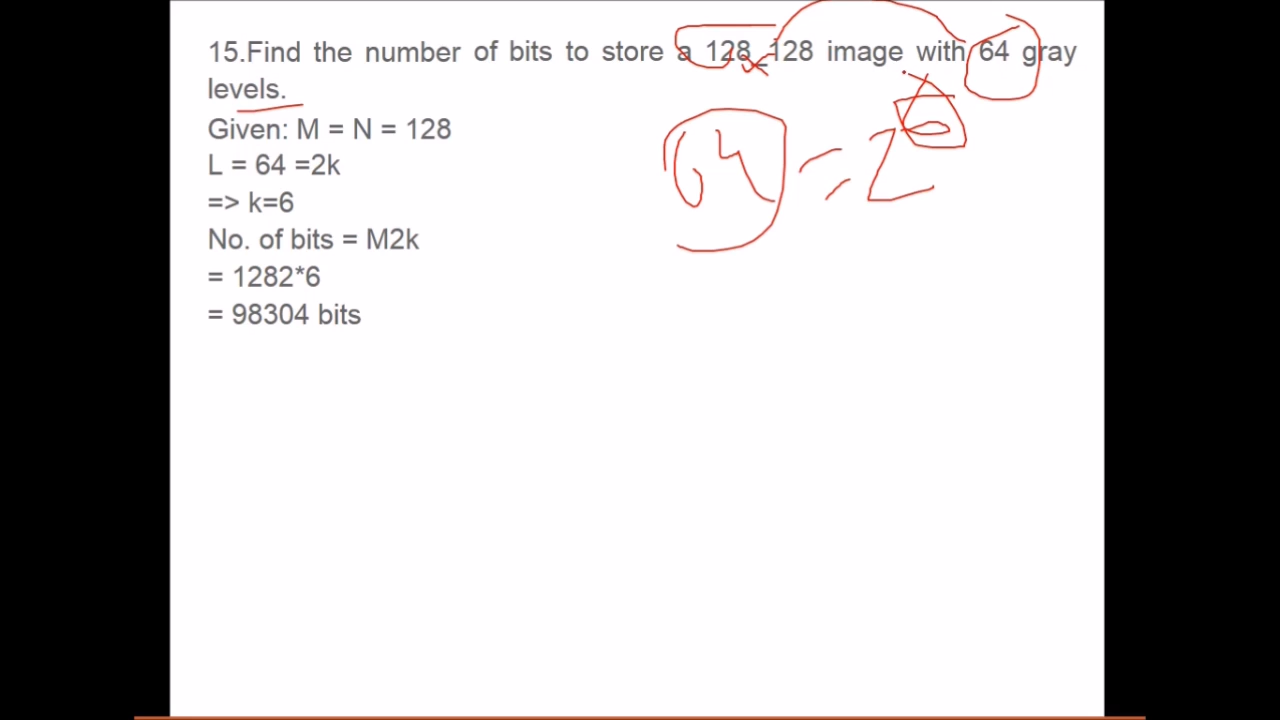 15.Find the number of bits to store a 128 128 image with 64 gray
levels.
Given: M = N = 128
L = 64 =2k
=> k=6
No. of bits = M2k
= 1282*6
= 98304 bits
64 = 2